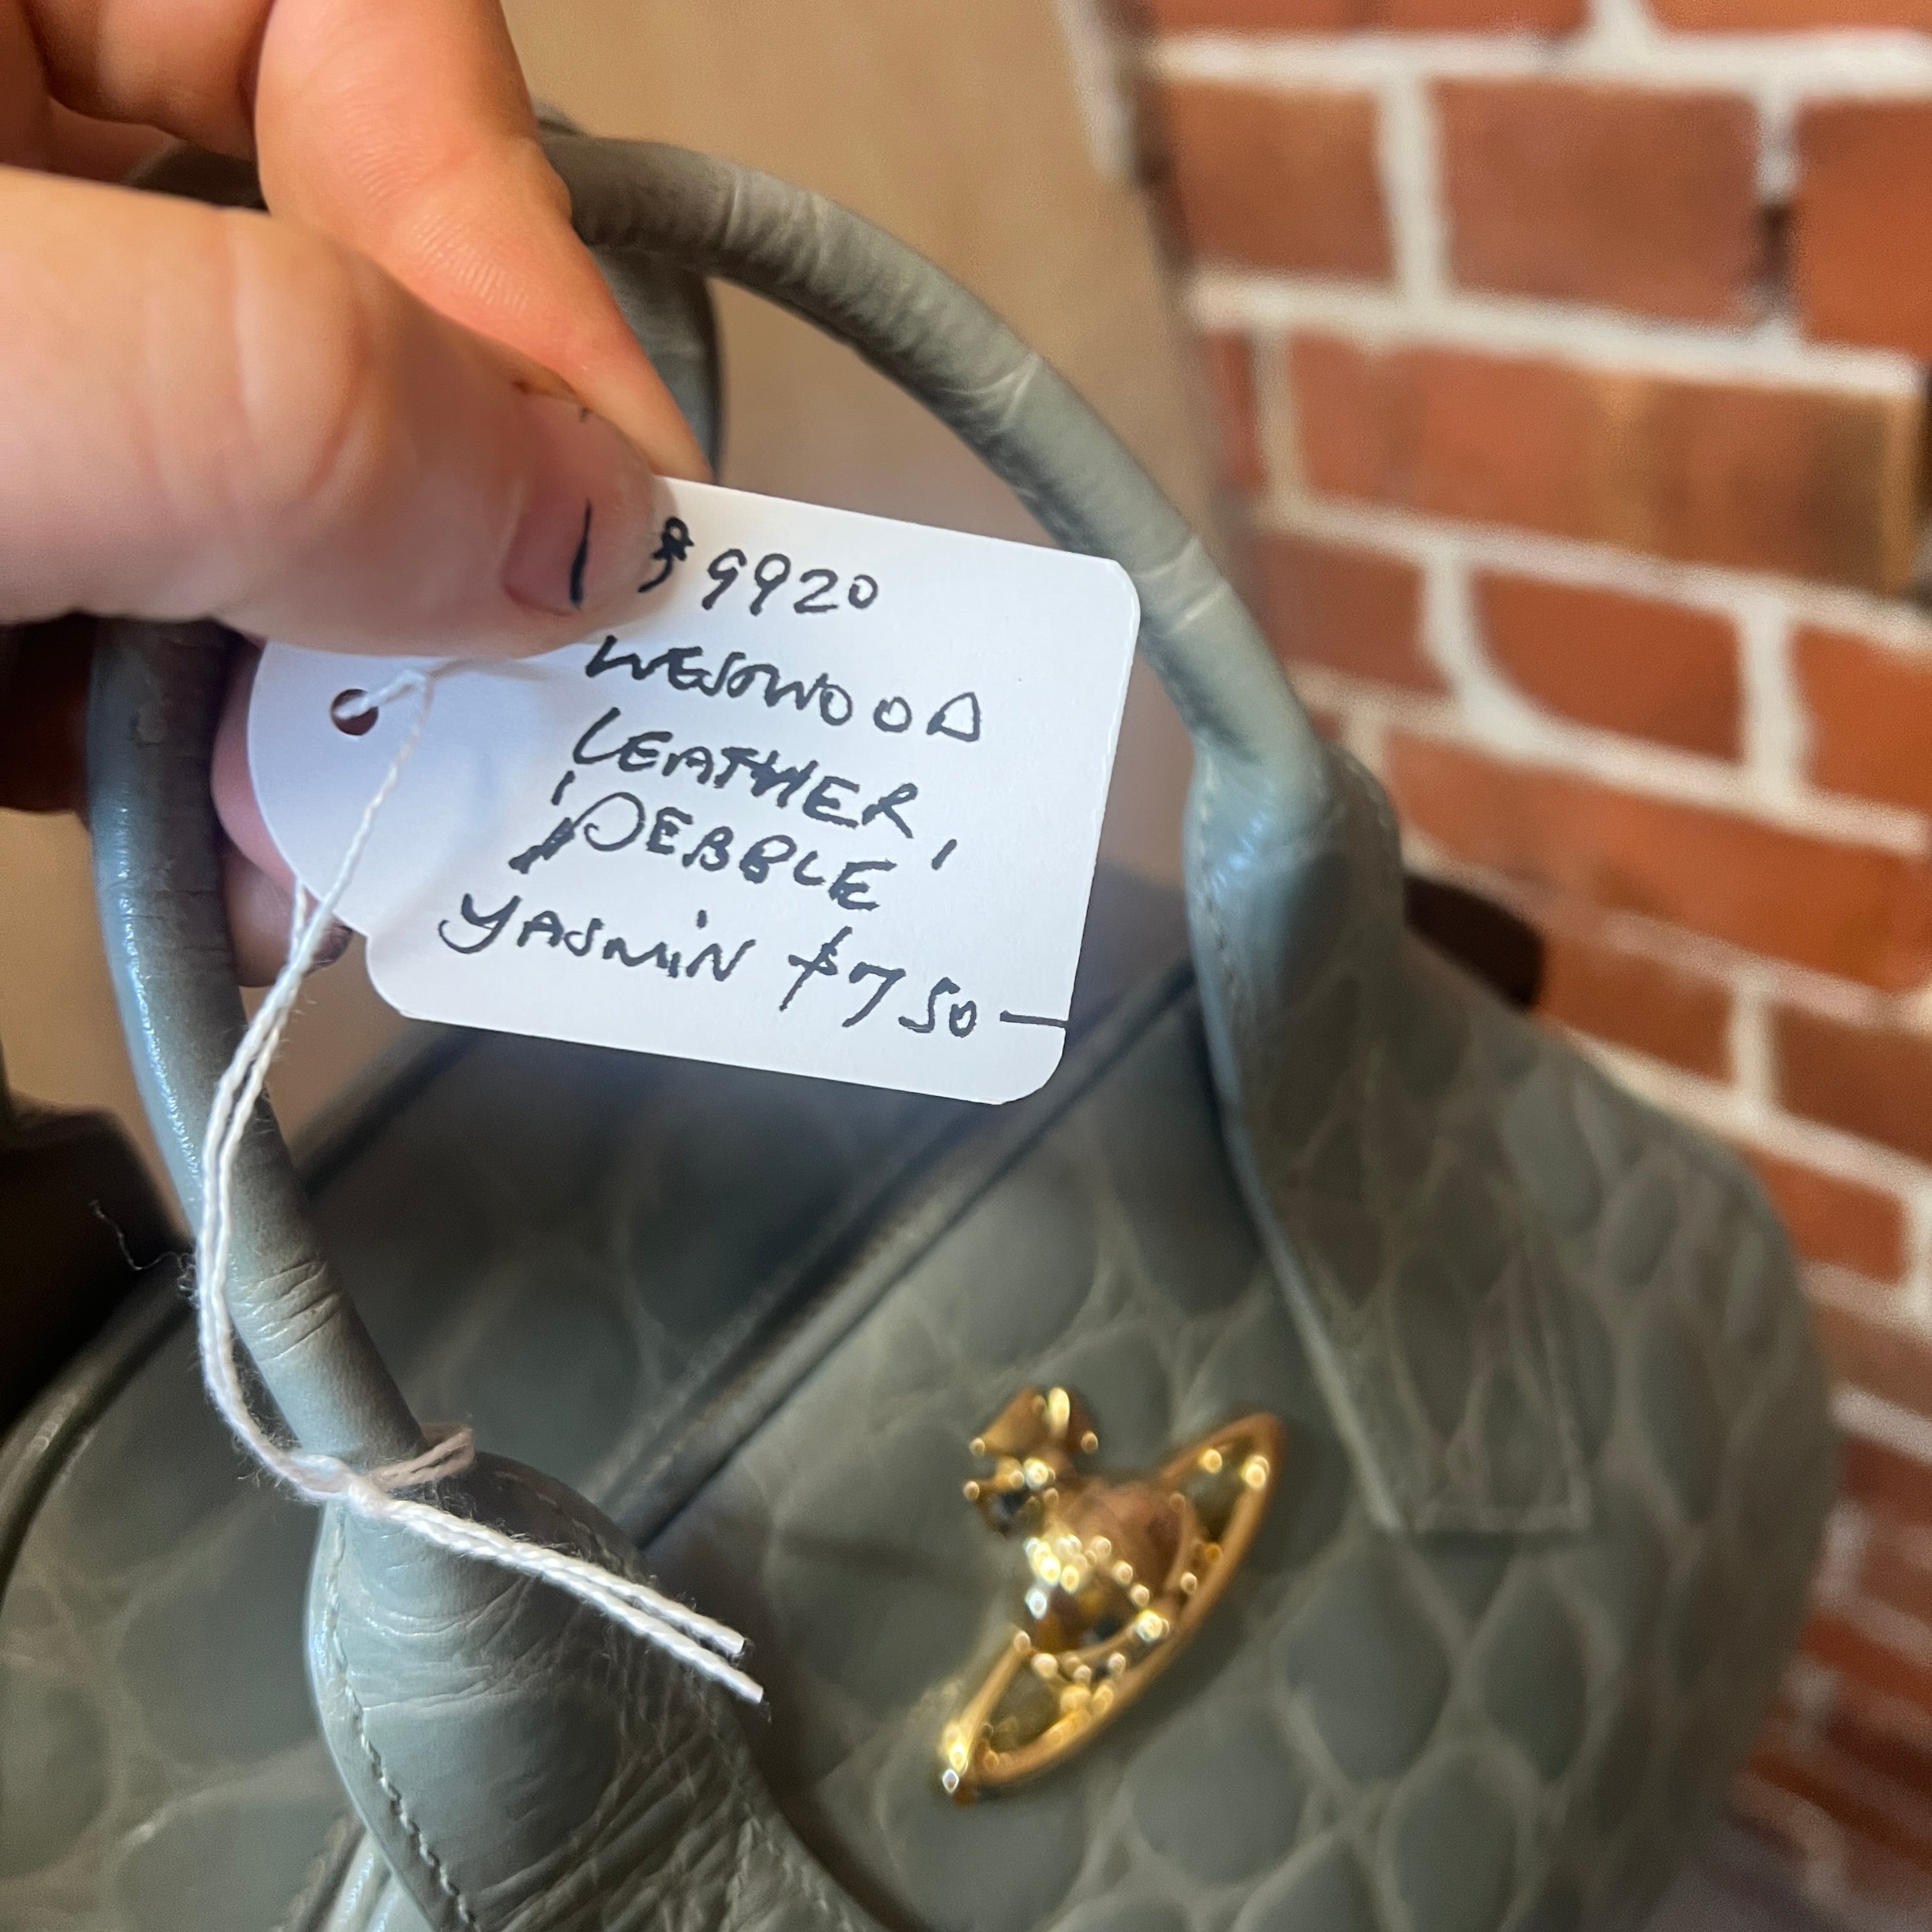 # 9920
WESTWOOD
LEATHER
'PEBBLE'
YASMIN $750—